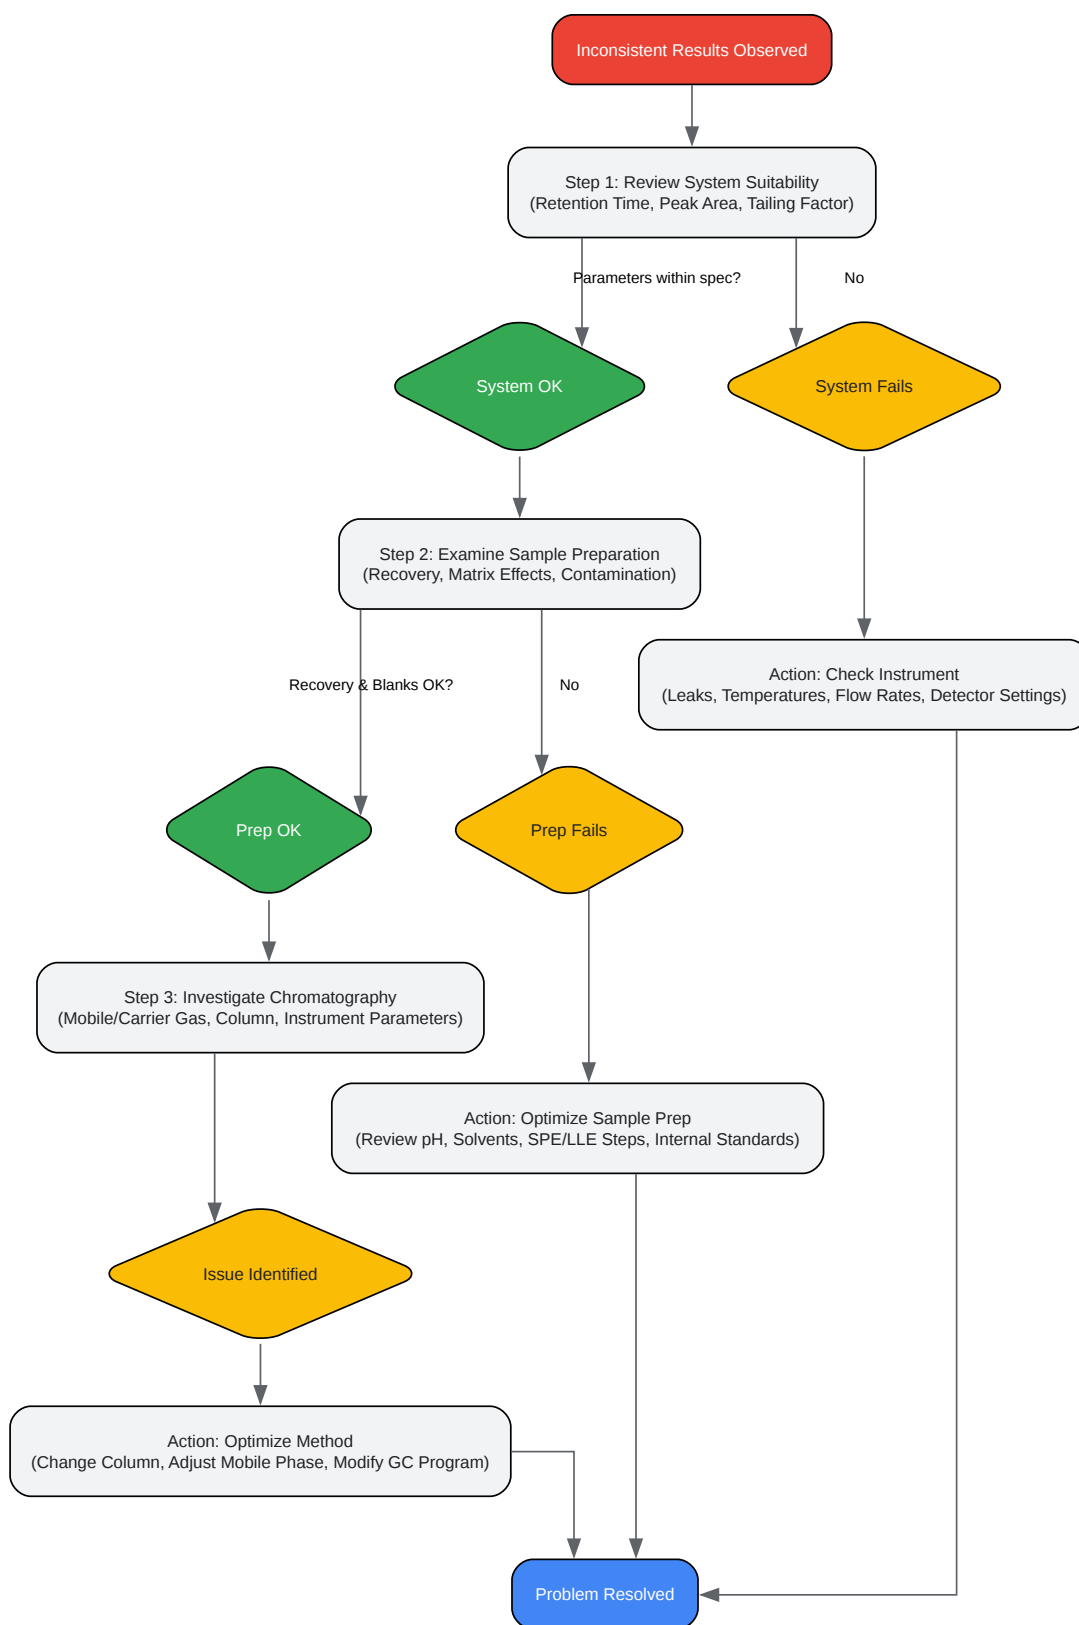 Inconsistent Results Observed
Step 1: Review System Suitability
(Retention Time, Peak Area, Tailing Factor)
Parameters within spec?
No
System OK
System Fails
Step 2: Examine Sample Preparation
(Recovery, Matrix Effects, Contamination)
Action: Check Instrument
(Leaks, Temperatures, Flow Rates, Detector Settings)
Recovery & Blanks OK?
No
Prep OK
Prep Fails
Step 3: Investigate Chromatography
(Mobile/Carrier Gas, Column, Instrument Parameters)
Action: Optimize Sample Prep
(Review pH, Solvents, SPE/LLE Steps, Internal Standards)
Issue Identified
Action: Optimize Method
(Change Column, Adjust Mobile Phase, Modify GC Program)
Problem Resolved